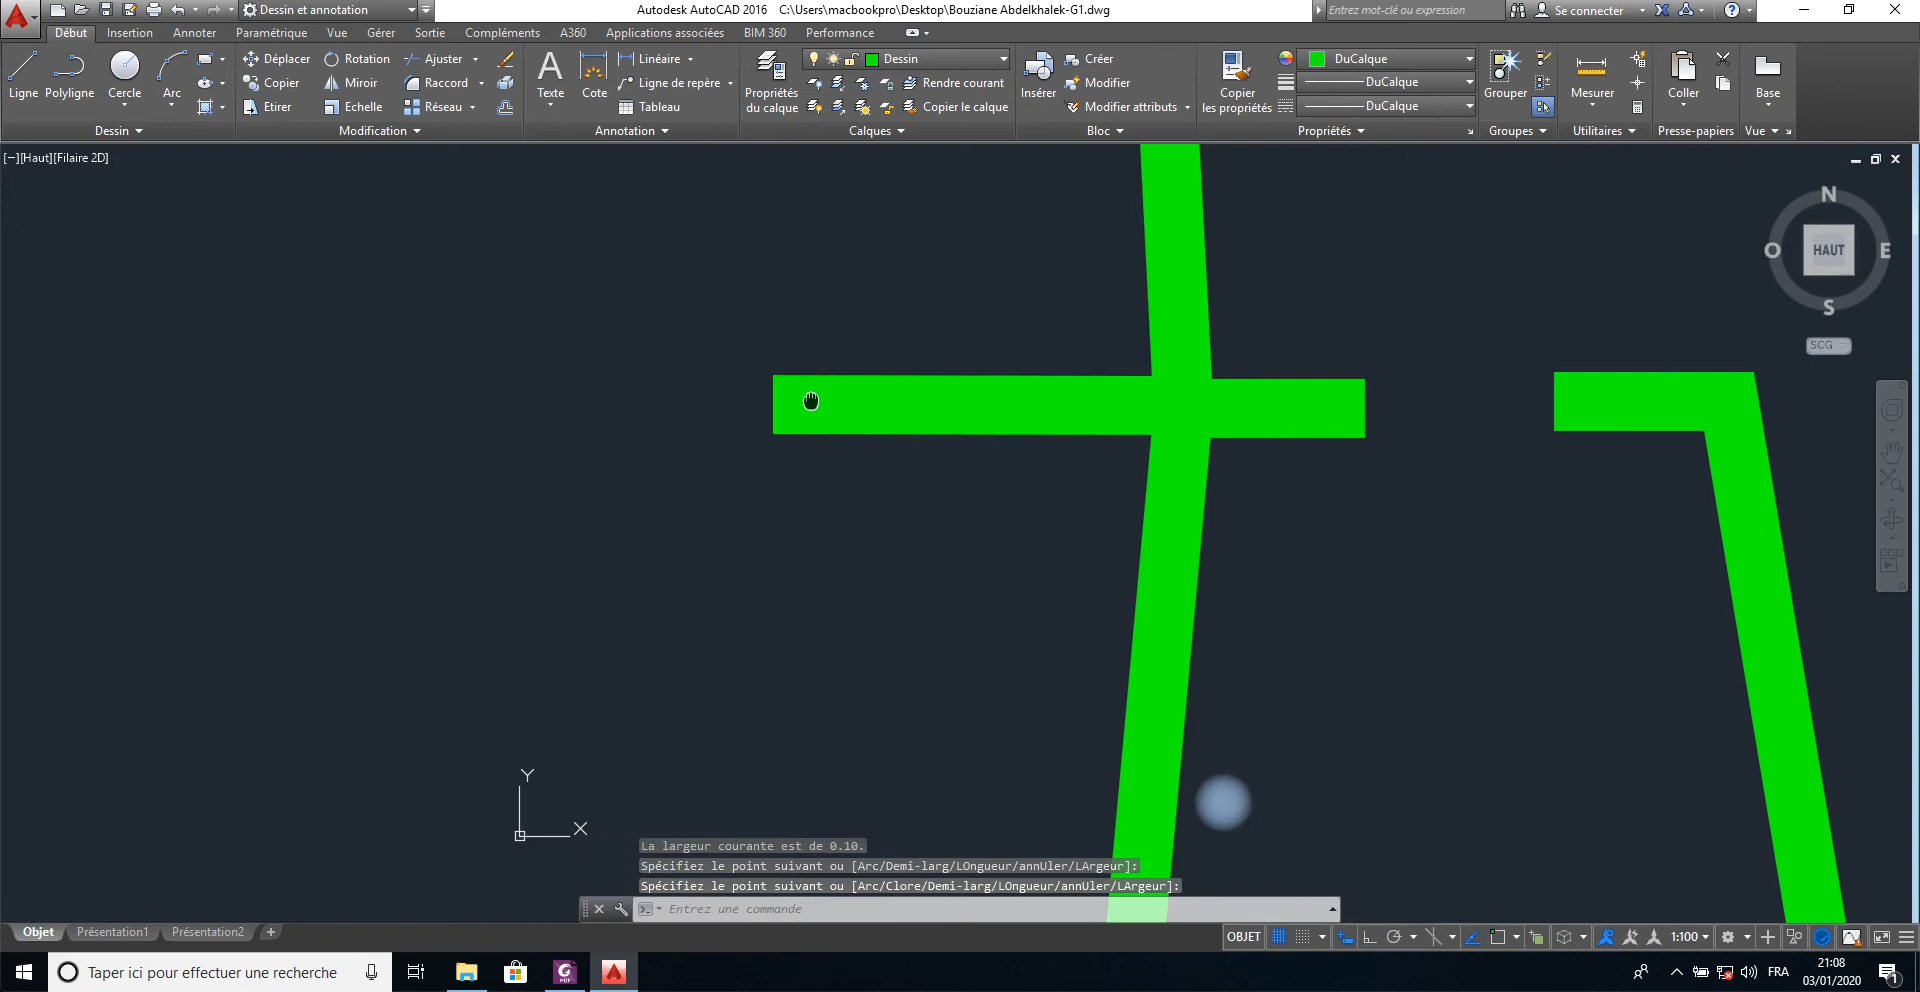 Dessin et annotation
Autodesk AutoCAD 2016 C:\Users\macbookpro\Desktop\Bouziane Abdelkhalek-G1.dwg
Entrez mot-clé ou expression
Se connecter
Début Insertion Annoter Paramétrique Vue Gérer Sortie Compléments A360 Applications associées BIM 360 Performance
Ligne Polyligne Cercle Arc
Dessin
Déplacer Rotation Ajuster
Copier Miroir Raccord
Etirer Echelle Réseau
Modification
Texte Cote
Linéaire
Ligne de repère
Tableau
Annotation
Propriétés
du calque
Dessin
Rendre courant
Copier le calque
Calques
Insérer
Créer
Modifier
Modifier attributs
Bloc
Copier
les propriétés
DuCalque
DuCalque
DuCalque
Propriétés
Grouper
Groupes
Mesurer
Utilitaires
Coller
Presse-papiers
Base
Vue
[−][Haut][Filaire 2D]
N
O HAUT E
S
SCG
Y
X
La largeur courante est de 0.10.
Spécifiez le point suivant ou [Arc/Demi-larg/LOngueur/annUler/LArgeur]:
Spécifiez le point suivant ou [Arc/Clore/Demi-larg/LOngueur/annUler/LArgeur]:
Entrez une commande
Objet Présentation1 Présentation2 +
OBJET 1:100
Taper ici pour effectuer une recherche
FRA
21:08
03/01/2020
1